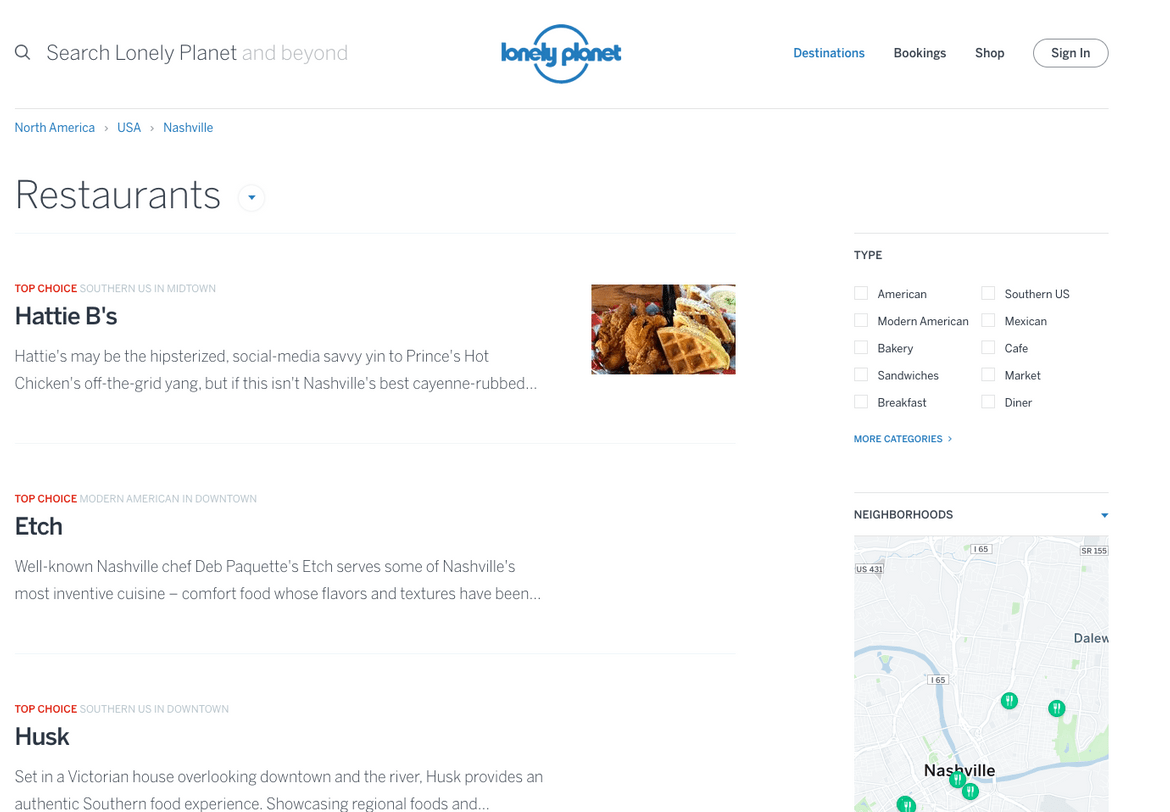 Search Lonely Planet and beyond
lonely planet
Destinations
Bookings
Shop
Sign In
North America › USA › Nashville
Restaurants
TOP CHOICE SOUTHERN US IN MIDTOWN
Hattie B's
Hattie's may be the hipsterized, social-media savvy yin to Prince's Hot
Chicken's off-the-grid yang, but if this isn't Nashville's best cayenne-rubbed…
TOP CHOICE MODERN AMERICAN IN DOWNTOWN
Etch
Well-known Nashville chef Deb Paquette's Etch serves some of Nashville's
most inventive cuisine – comfort food whose flavors and textures have been…
TOP CHOICE SOUTHERN US IN DOWNTOWN
Husk
Set in a Victorian house overlooking downtown and the river, Husk provides an
authentic Southern food experience. Showcasing regional foods and…
TYPE
American
Southern US
Modern American
Mexican
Bakery
Cafe
Sandwiches
Market
Breakfast
Diner
MORE CATEGORIES ›
NEIGHBORHOODS
I 65
SR 155
US 431
Dalew
I 65
Nashville